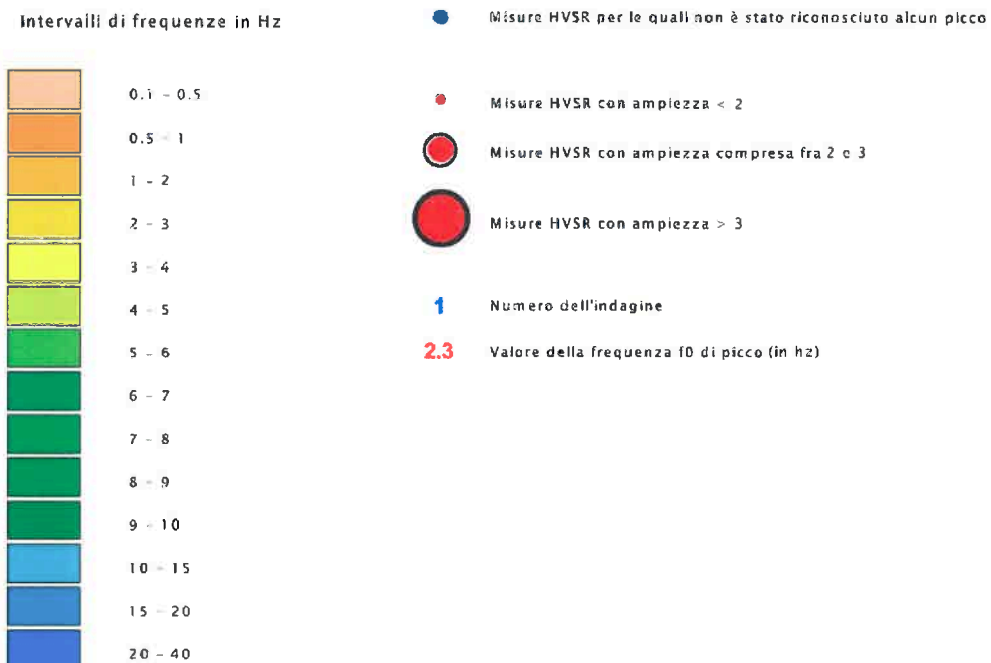 Intervalli di frequenze in Hz
0.1 - 0.5
0.5 - 1
1 - 2
2 - 3
3 - 4
4 - 5
5 - 6
6 - 7
7 - 8
8 - 9
9 - 10
10 - 15
15 - 20
20 - 40
Misure HVSR per le quali non è stato riconosciuto alcun picco
Misure HVSR con ampiezza < 2
Misure HVSR con ampiezza compresa fra 2 e 3
Misure HVSR con ampiezza > 3
1 Numero dell'indagine
2.3 Valore della frequenza f0 di picco (in hz)